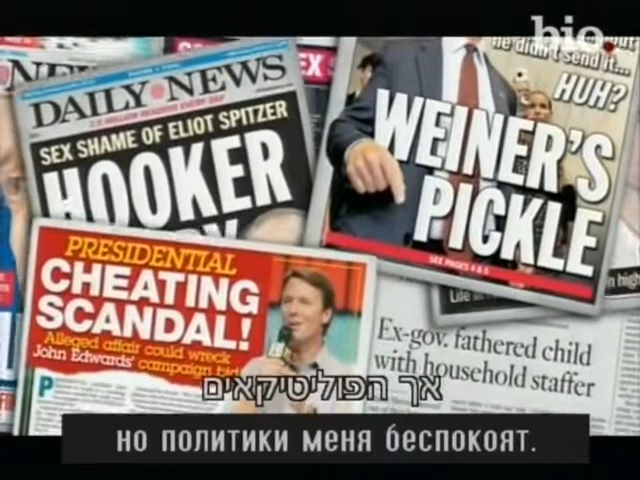 bio.
he didn't send it...
HUH?
WEINER'S
PICKLE
SEE PAGES 4 & 5
DAILY NEWS
SEX SHAME OF ELIOT SPITZER
HOOKER
PRESIDENTIAL
CHEATING
SCANDAL!
Alleged affair could wreck
John Edwards' campaign bid
Ex-gov. fathered child
with household staffer
אך הפוליטיקאים
но политики меня беспокоят.